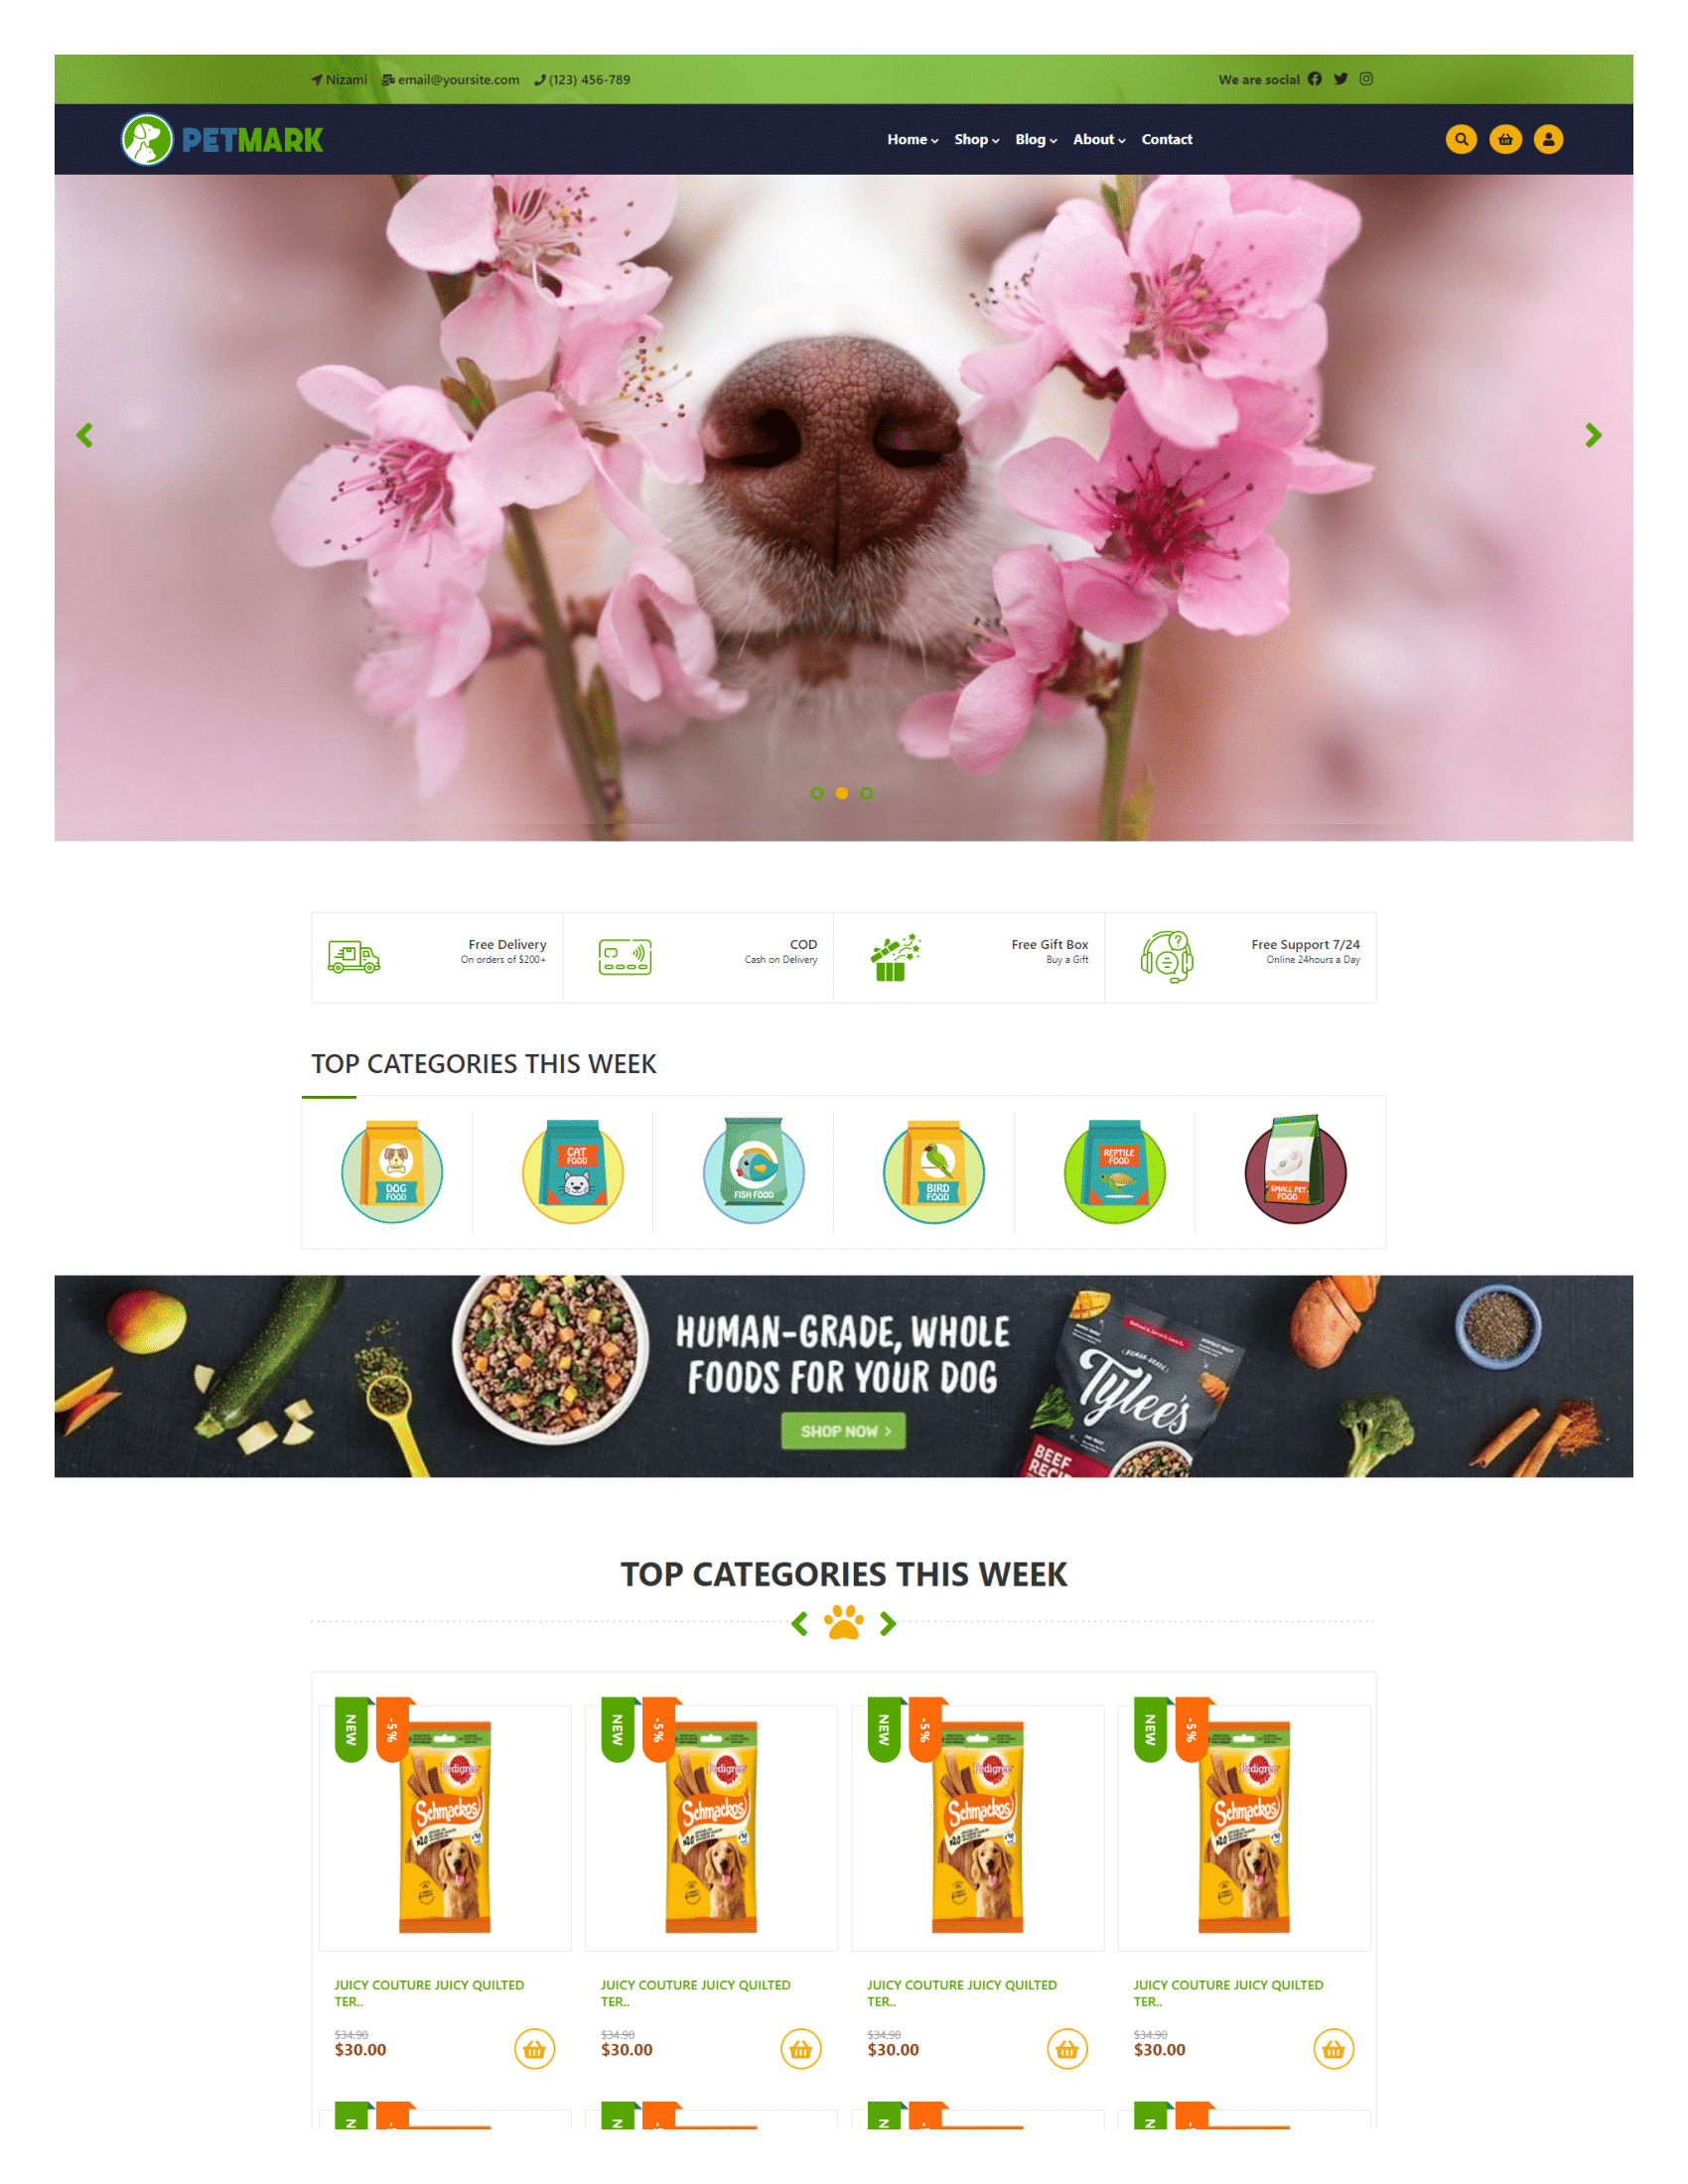 Nizami email@yoursite.com (123) 456-789 We are social
PETMARK Home Shop Blog About Contact
Free Delivery
On orders of $200+
COD
Cash on Delivery
Free Gift Box
Buy a Gift
Free Support 7/24
Online 24hours a Day
TOP CATEGORIES THIS WEEK
DOG
FOOD
CAT
FOOD
FISH FOOD
BIRD
FOOD
REPTILE
FOOD
SMALL PET
FOOD
HUMAN-GRADE, WHOLE
FOODS FOR YOUR DOG
SHOP NOW >
HUMAN-GRADE
Tylee's
BEEF
TOP CATEGORIES THIS WEEK
NEW -5% Pedigree Schmackos x20
NEW -5% Pedigree Schmackos x20
NEW -5% Pedigree Schmackos x20
NEW -5% Pedigree Schmackos x20
JUICY COUTURE JUICY QUILTED
TER..
$34.90
$30.00
JUICY COUTURE JUICY QUILTED
TER..
$34.90
$30.00
JUICY COUTURE JUICY QUILTED
TER..
$34.90
$30.00
JUICY COUTURE JUICY QUILTED
TER..
$34.90
$30.00